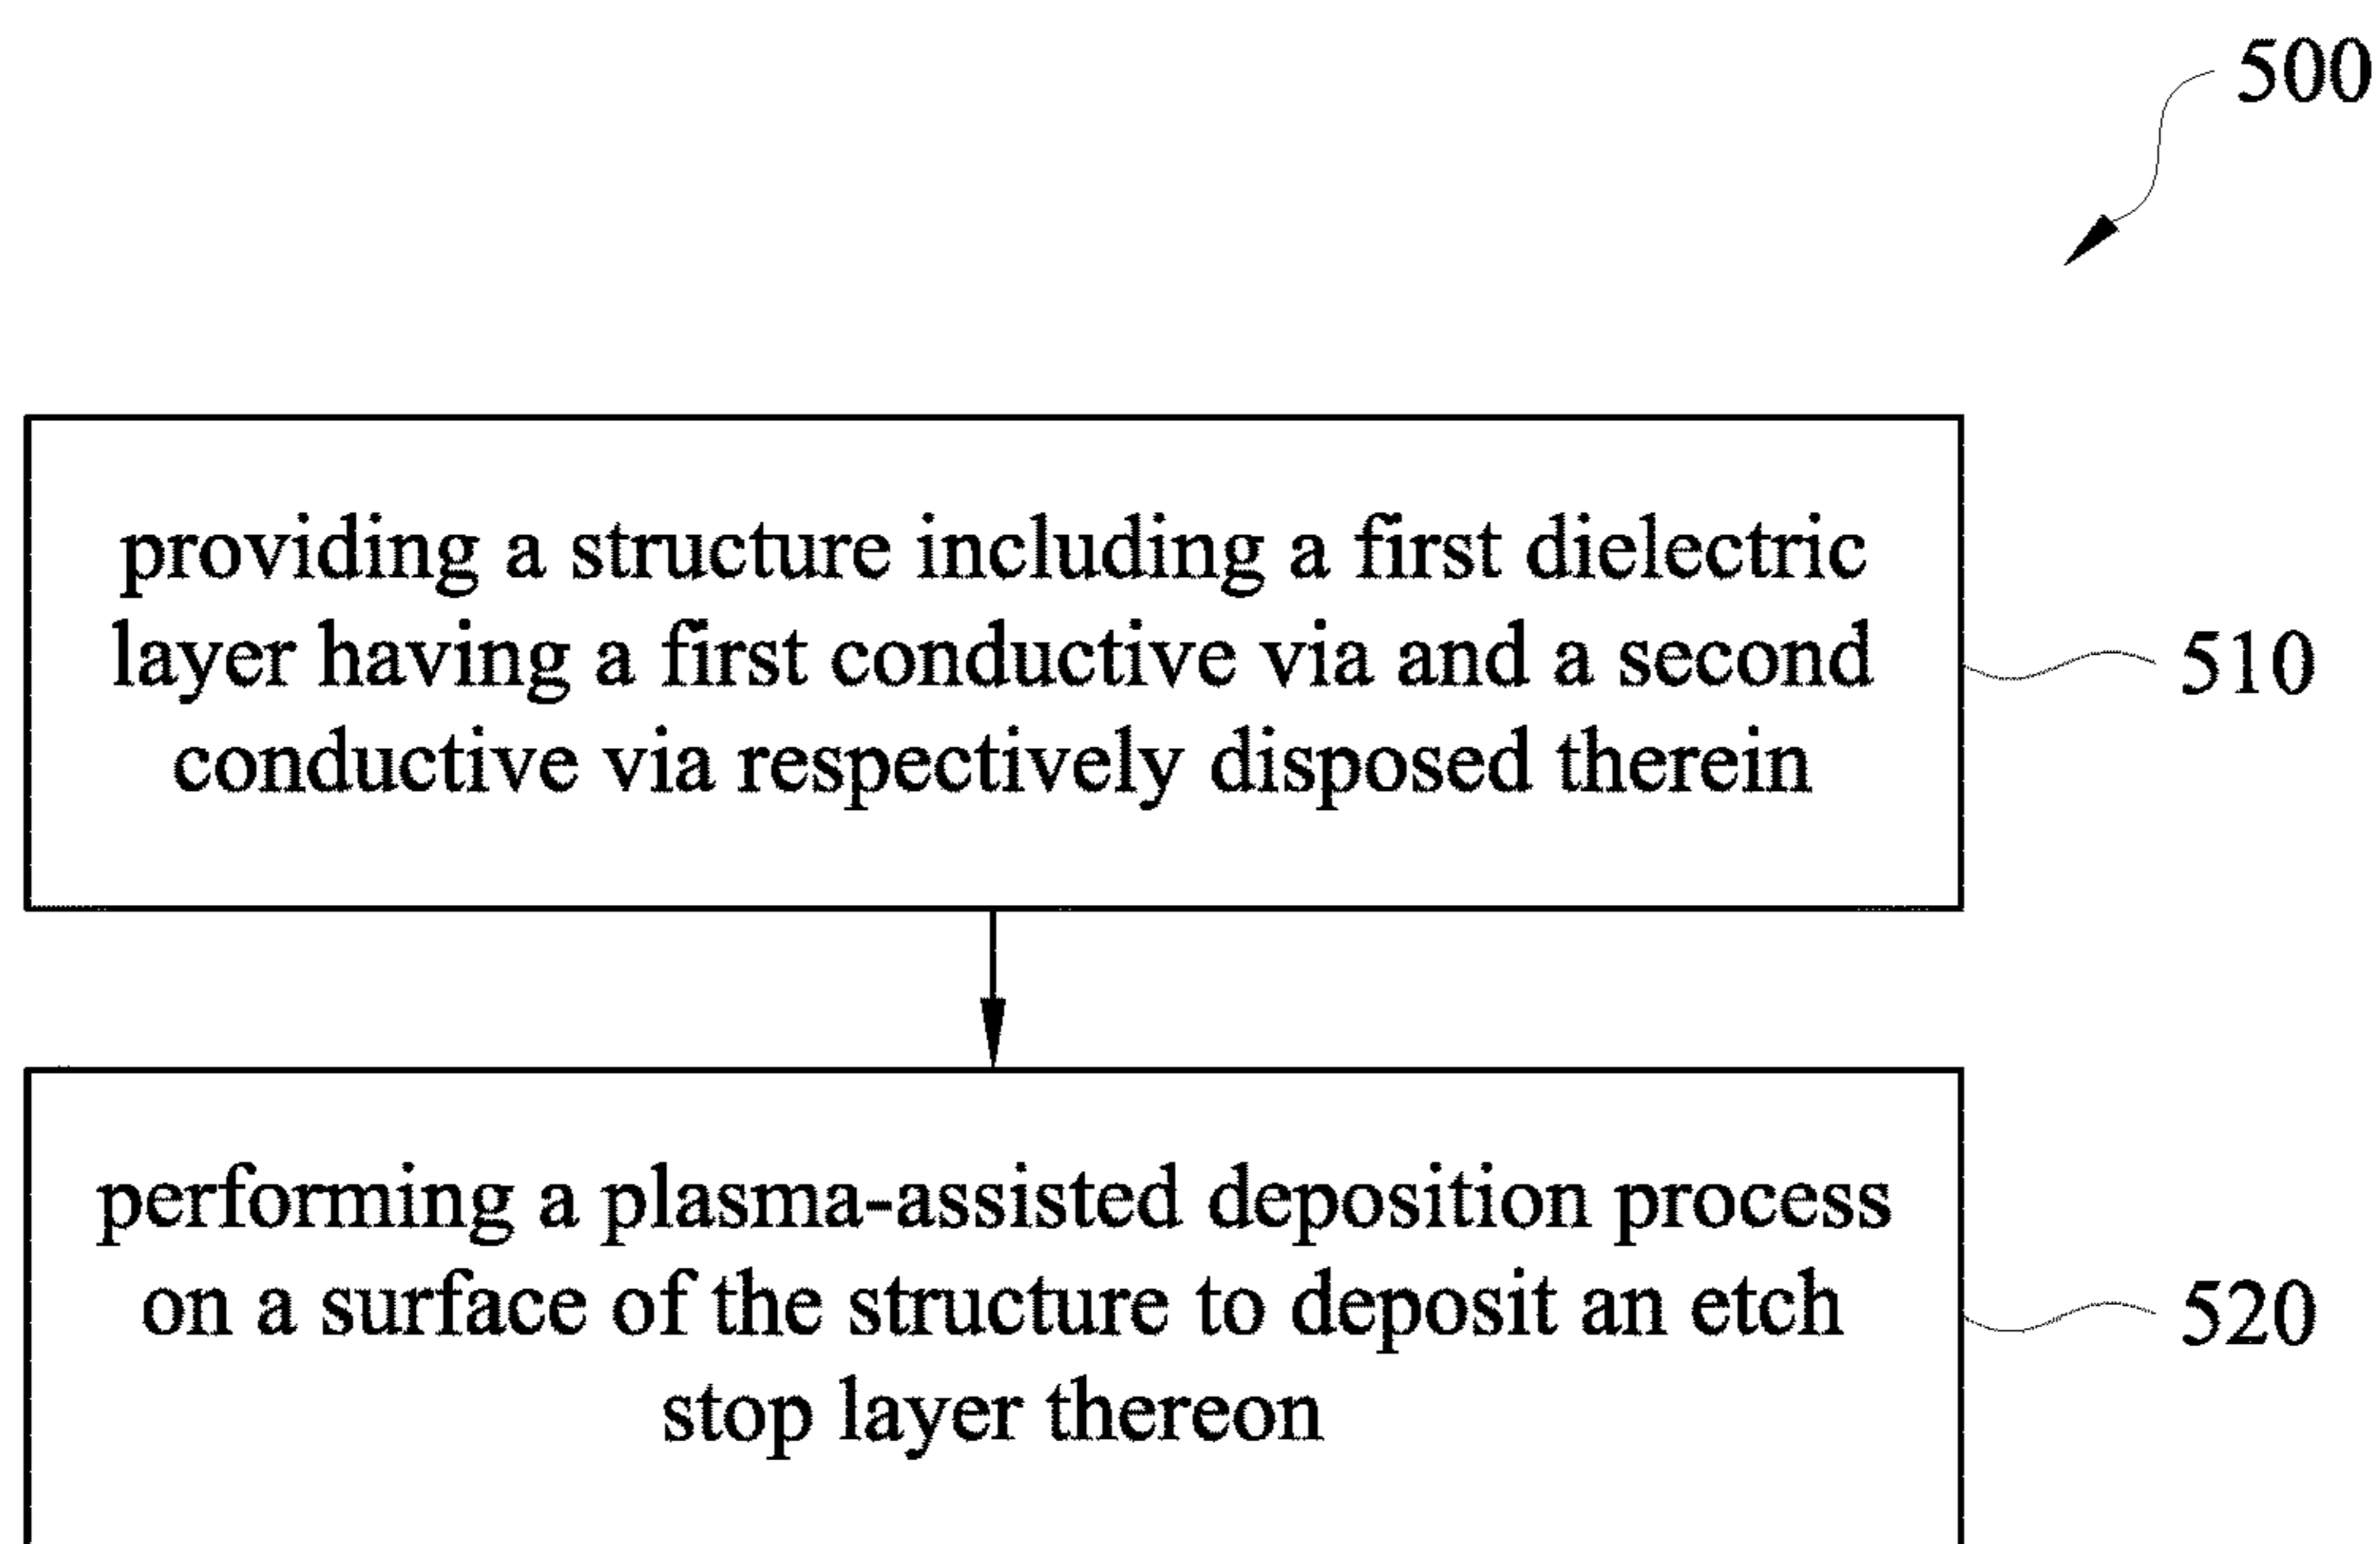 500
providing a structure including a first dielectric
layer having a first conductive via and a second
conductive via respectively disposed therein
510
performing a plasma-assisted deposition process
on a surface of the structure to deposit an etch
stop layer thereon
520